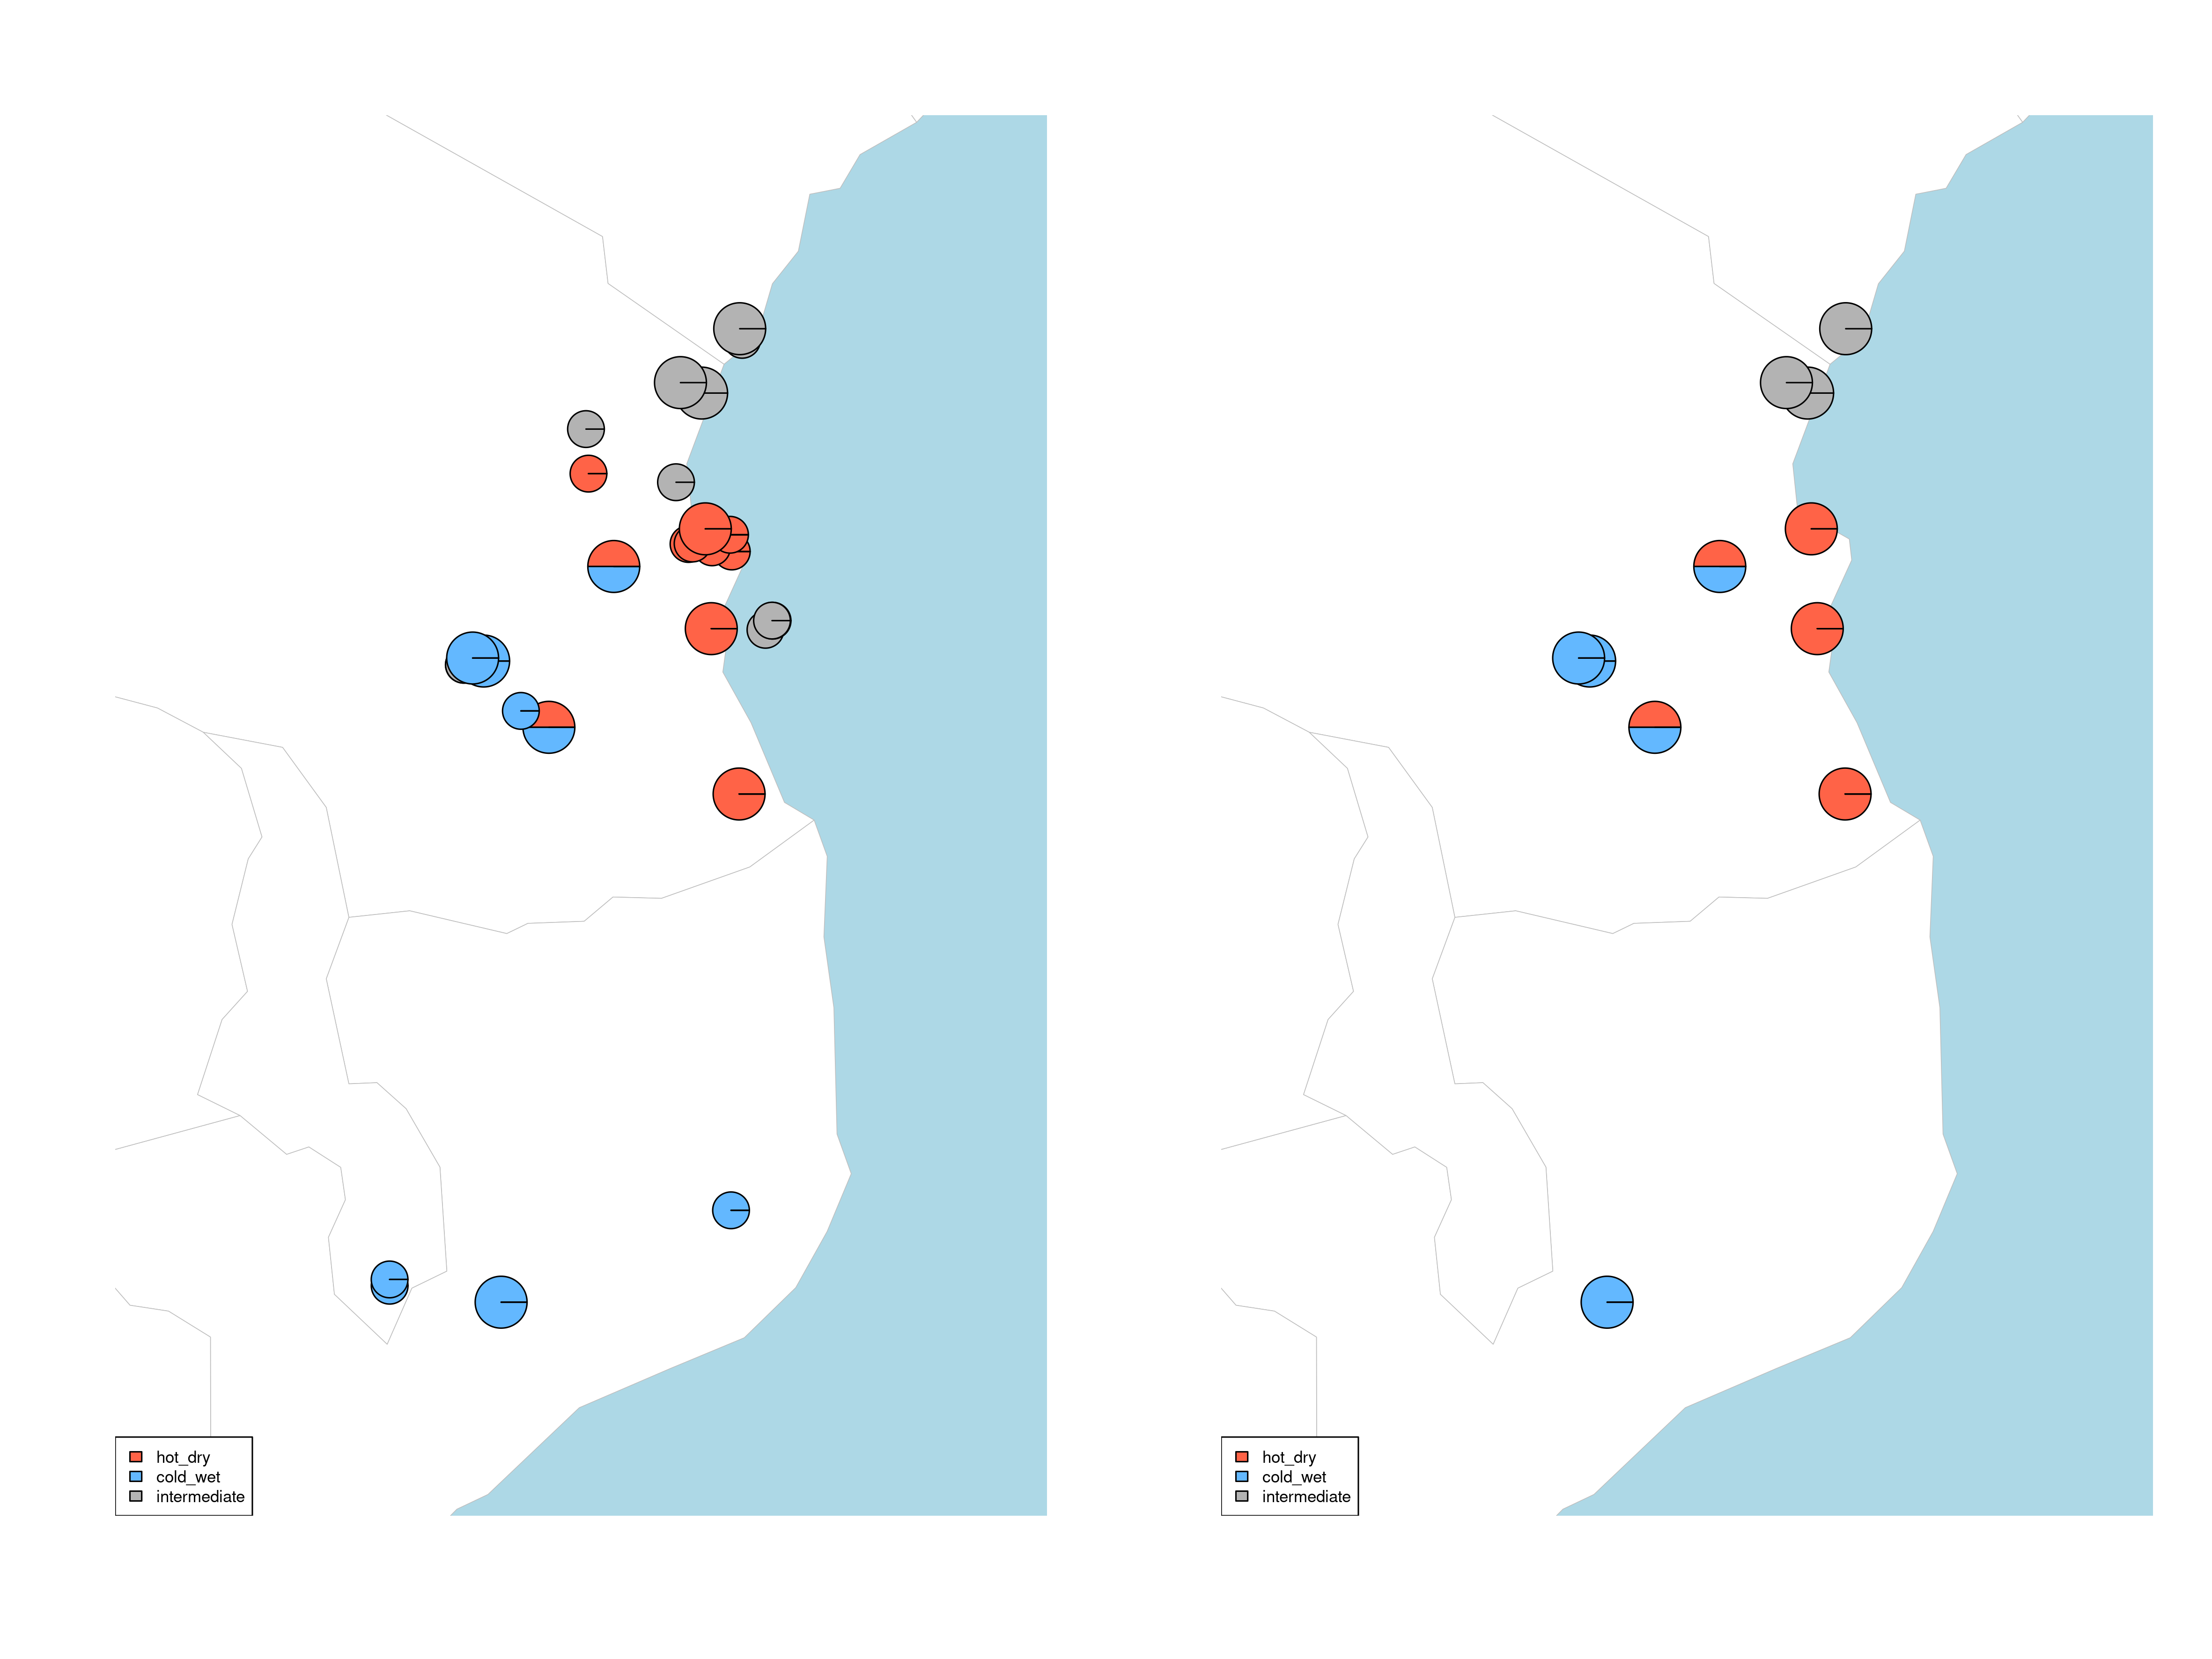 hot_dry
cold_wet
intermediate
hot_dry
cold_wet
intermediate